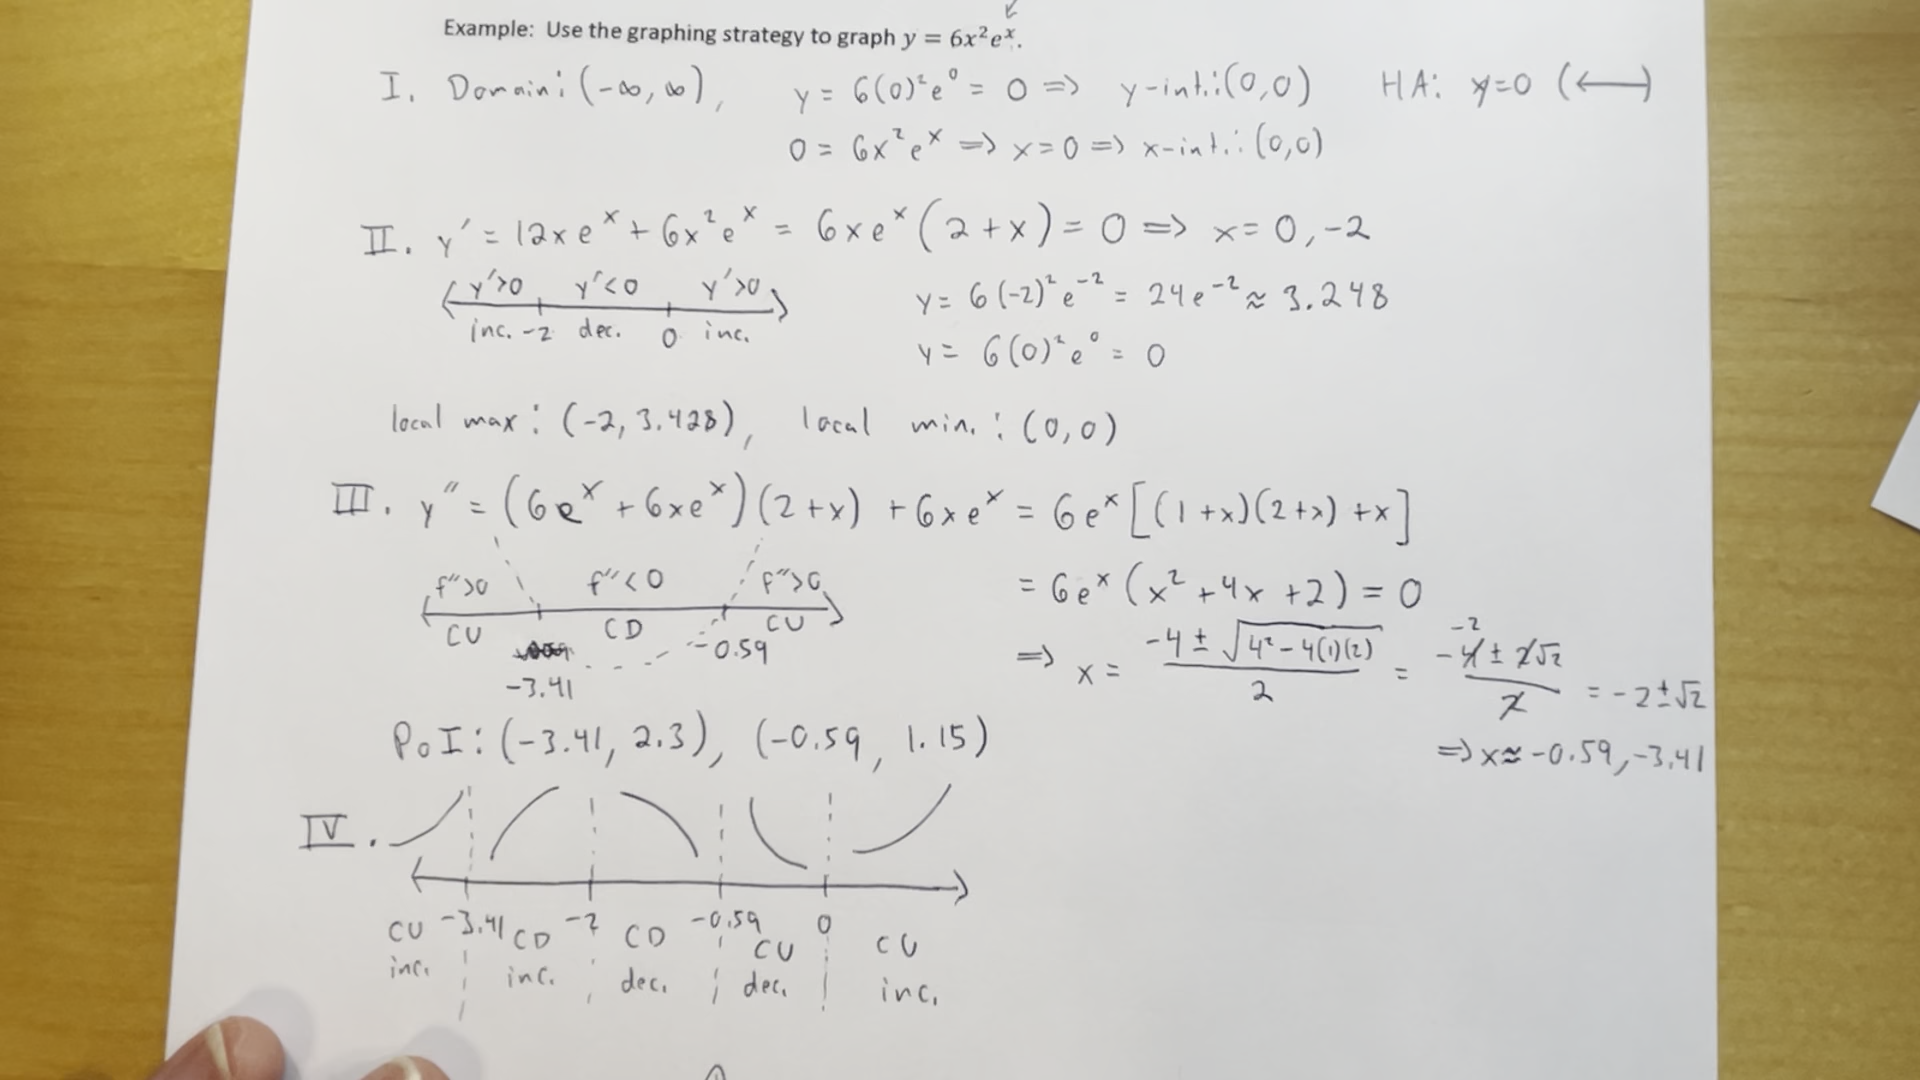 Example: Use the graphing strategy to graph y = 6x²eˣ.
I. Domain: (-∞, ∞), y = 6(0)²e⁰ = 0 => y-int.: (0,0) HA: y=0 (←)
0 = 6x²eˣ => x=0 => x-int.: (0,0)
II. y' = 12xeˣ + 6x²eˣ = 6xeˣ(2+x) = 0 => x = 0, -2
y'>0 y'<0 y'>0
inc. -2 dec. 0 inc.
y = 6(-2)²e⁻² = 24e⁻² ≈ 3.248
y = 6(0)²e⁰ = 0
local max: (-2, 3.428), local min.: (0,0)
III. y'' = (6eˣ + 6xeˣ)(2+x) + 6xeˣ = 6eˣ[(1+x)(2+x)+x]
f''>0 f''<0 f''>0
CU CD CU
-3.41 -0.59
= 6eˣ(x² + 4x + 2) = 0
=> x = (-4 ± √(4² - 4(1)(2)))/2 = (-4 ± 2√2)/2 = -2 ± √2
-2
=> x ≈ -0.59, -3.41
PoI: (-3.41, 2.3), (-0.59, 1.15)
IV.
CU -3.41 CD -2 CD -0.59 CU 0 CU
inc. inc. dec. dec. inc.